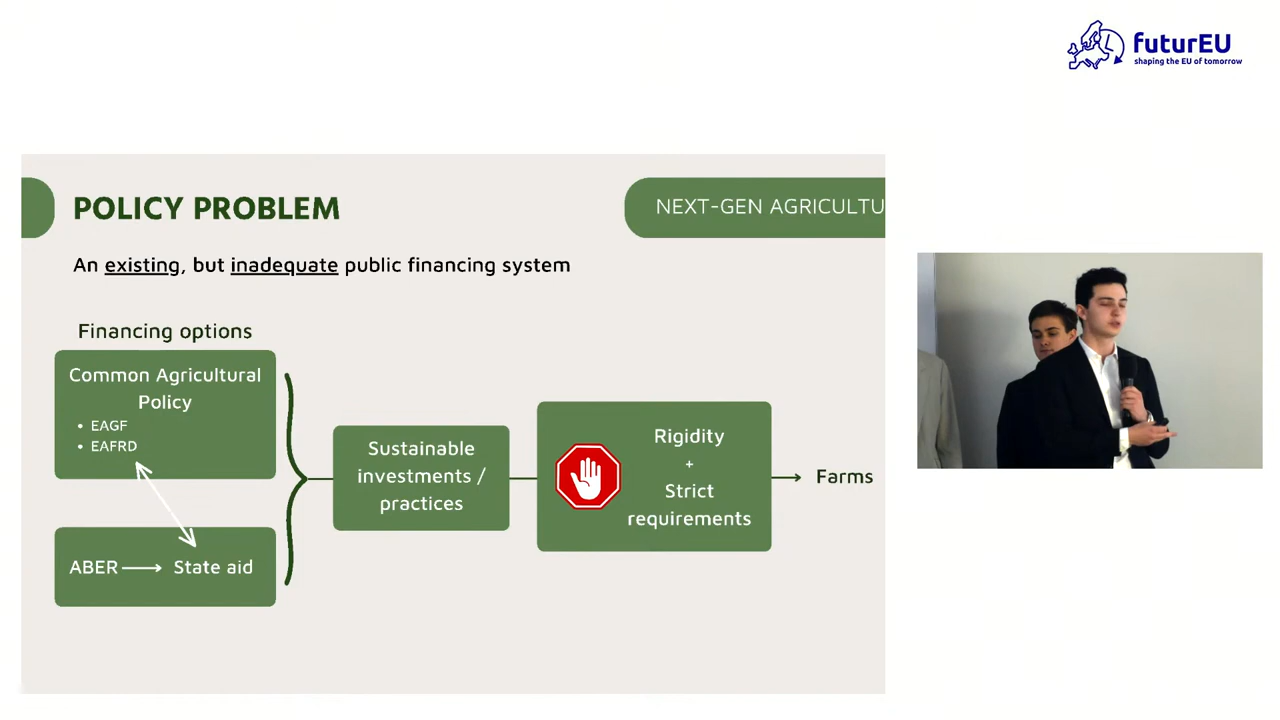 futurEU
shaping the EU of tomorrow
POLICY PROBLEM
NEXT-GEN AGRICULTU
An existing, but inadequate public financing system
Financing options
Common Agricultural
Policy
• EAGF
• EAFRD
ABER → State aid
Sustainable
investments /
practices
Rigidity
+
Strict
requirements
Farms